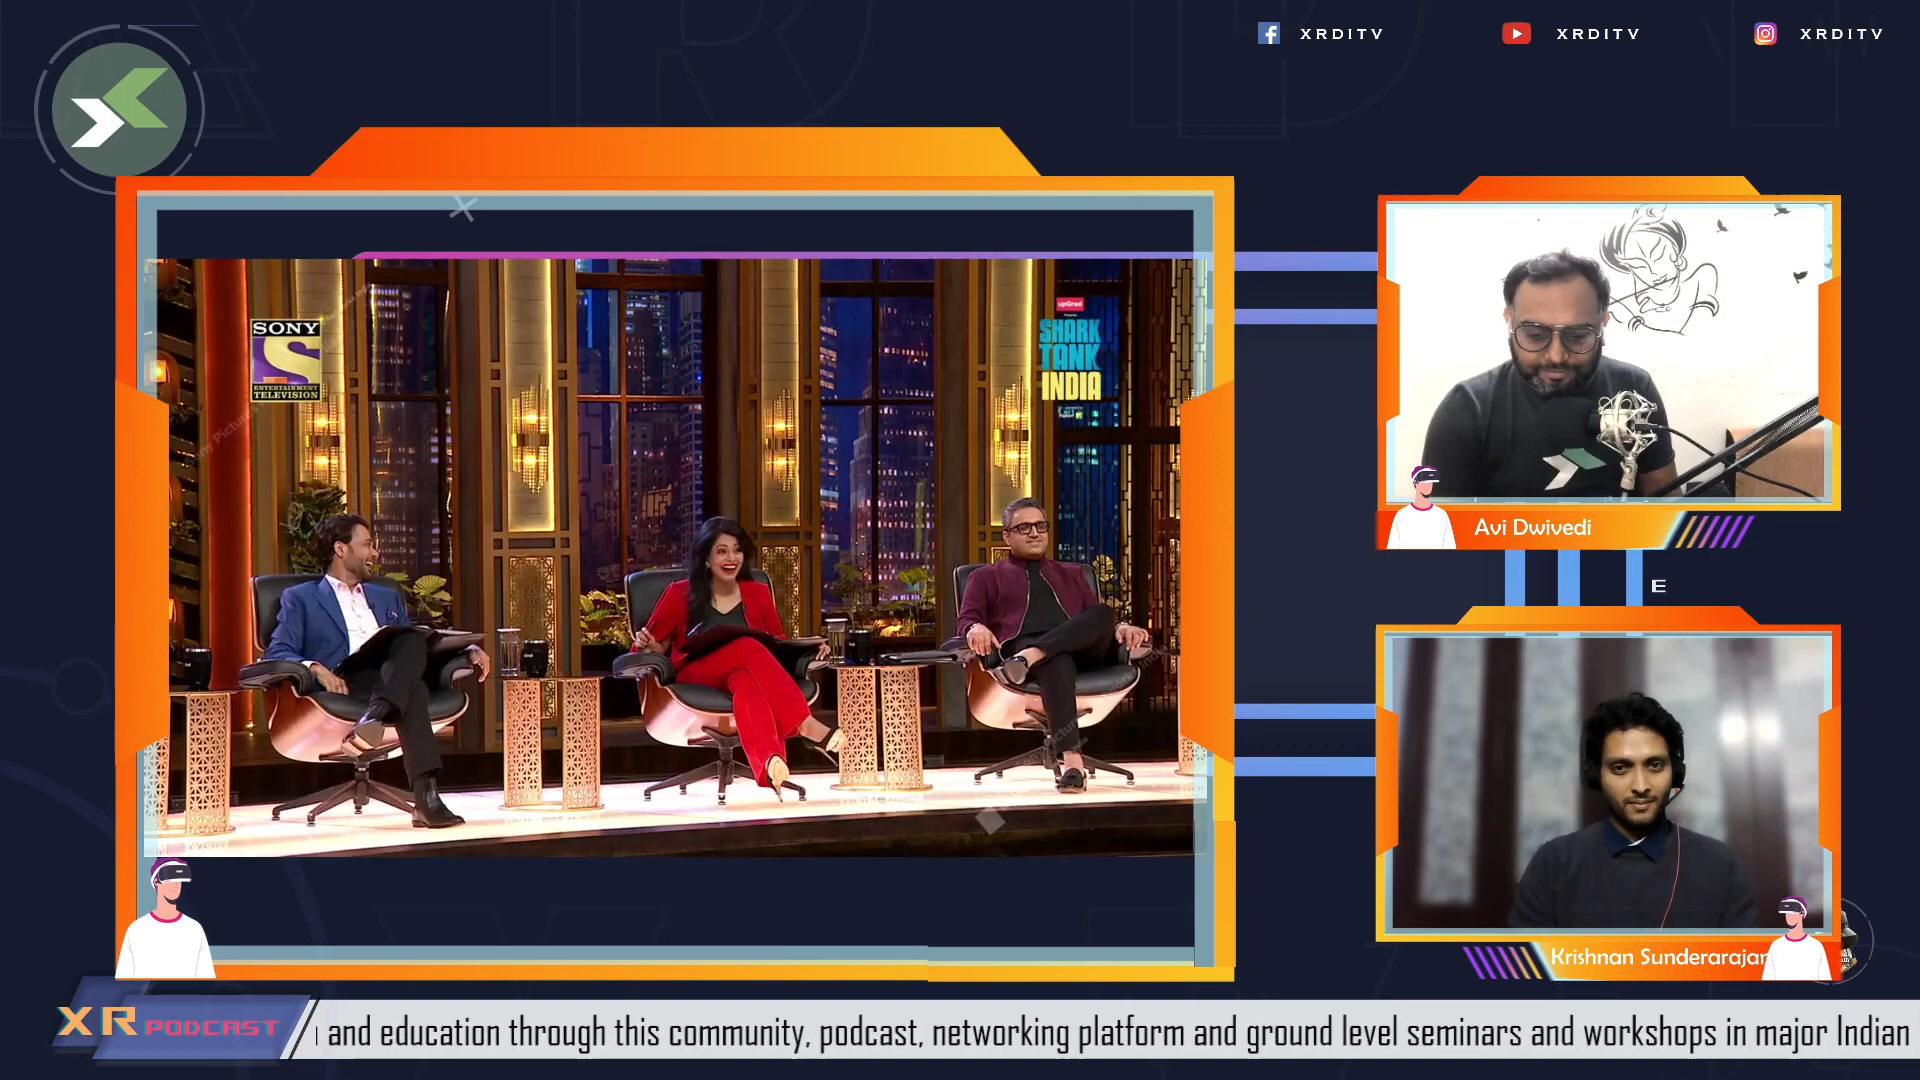 XRDITV
XRDITV
XRDITV
SONY
ENTERTAINMENT
TELEVISION
upGrad
SHARK
TANK
INDIA
Avi Dwivedi
E
Krishnan Sunderarajan
XR PODCAST
and education through this community, podcast, networking platform and ground level seminars and workshops in major Indian